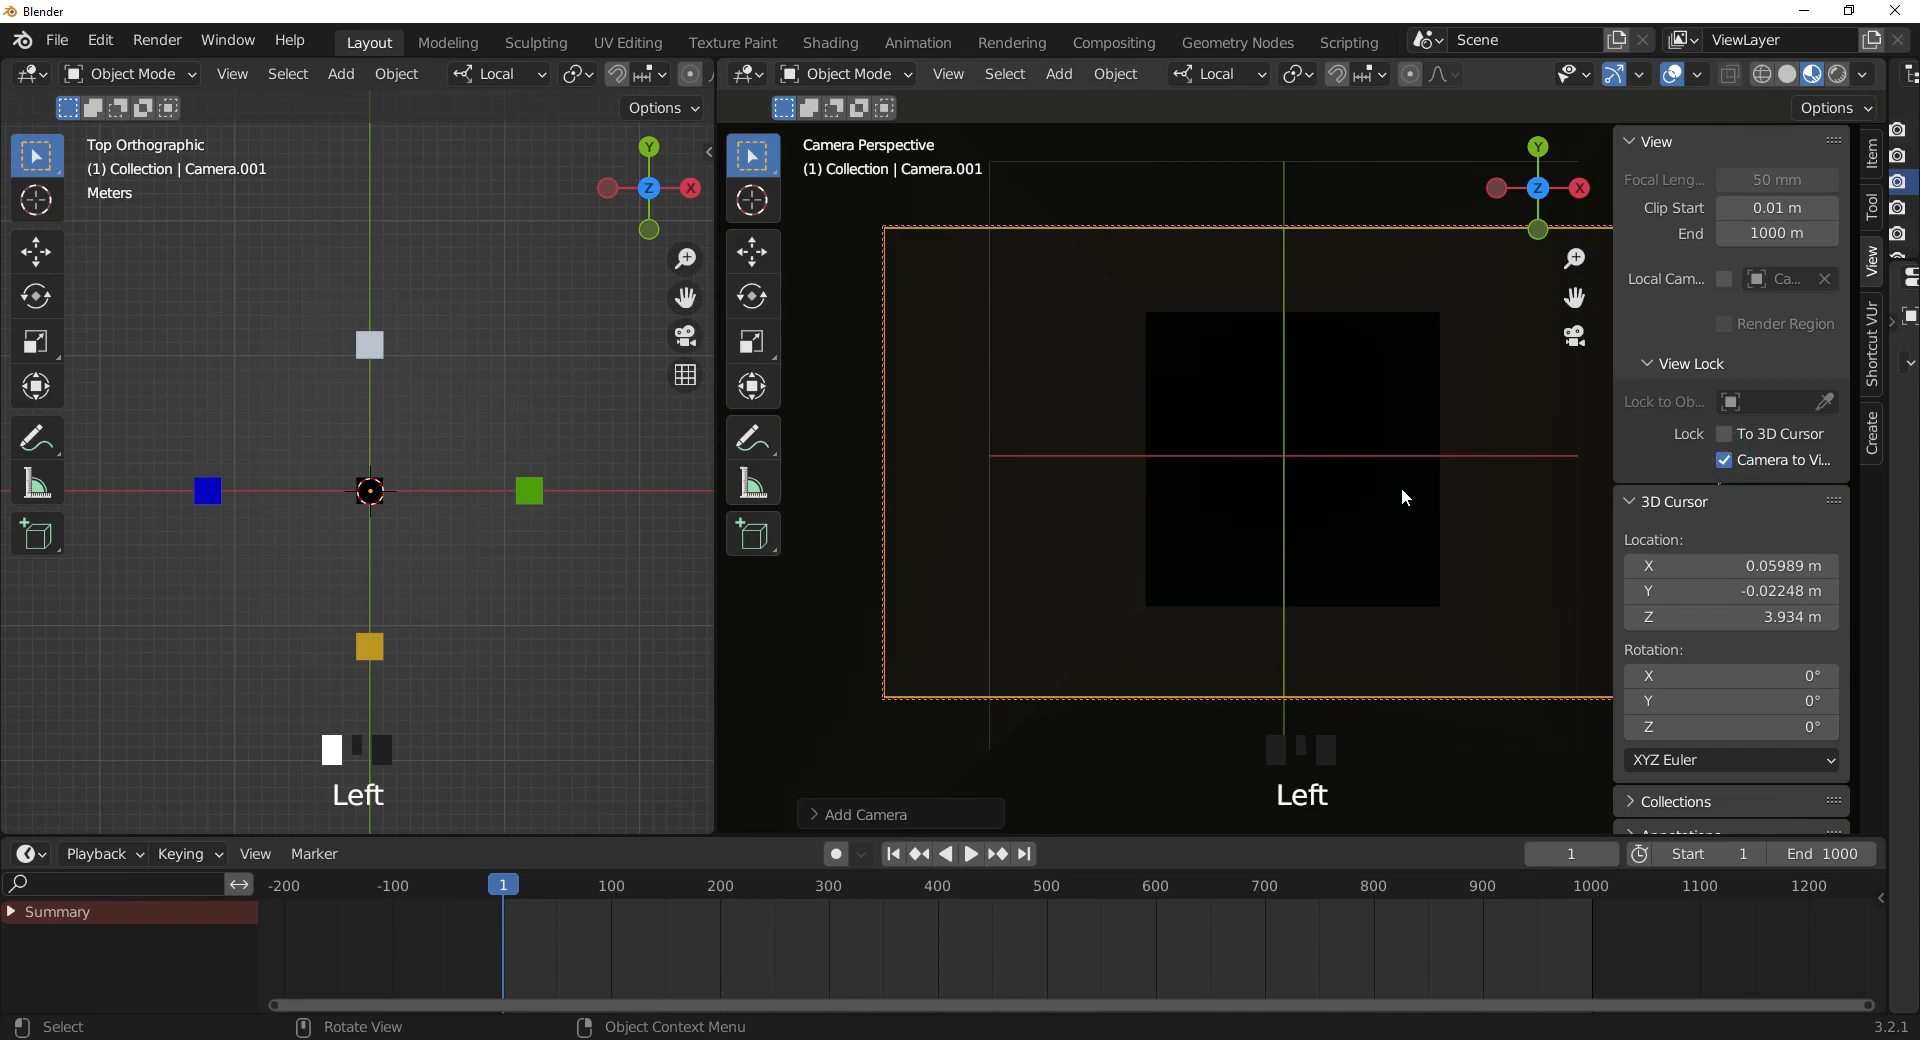 Blender
File Edit Render Window Help Layout Modeling Sculpting UV Editing Texture Paint Shading Animation Rendering Compositing Geometry Nodes Scripting Scene ViewLayer
Object Mode View Select Add Object Local Object Mode View Select Add Object Local
Options Options
Top Orthographic
(1) Collection | Camera.001
Meters
Y
X
Z
Camera Perspective
(1) Collection | Camera.001
Y
X
Z
View
Focal Leng... 50 mm
Clip Start 0.01 m
End 1000 m
Local Cam... Ca...
Render Region
View Lock
Lock to Ob...
Lock To 3D Cursor
Camera to Vi...
3D Cursor
Location:
X 0.05989 m
Y -0.02248 m
Z 3.934 m
Rotation:
X 0°
Y 0°
Z 0°
XYZ Euler
Collections
Item
Tool
View
Shortcut VUr
Create
Left
Left
Add Camera
Playback Keying View Marker 1 Start 1 End 1000
-200 -100 1 100 200 300 400 500 600 700 800 900 1000 1100 1200
Summary
Select Rotate View Object Context Menu 3.2.1